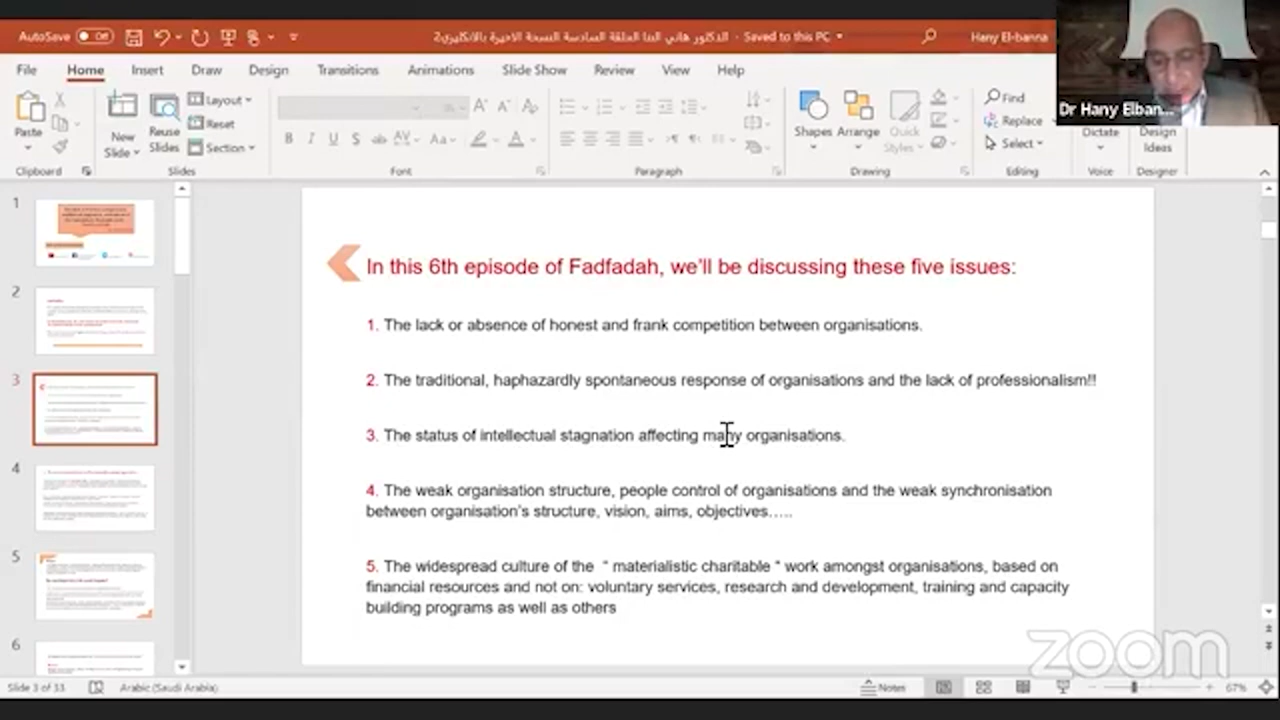 AutoSave Off الدكتور هاني البنا الحلقة السادسة النسخة الاخيرة بالانكليزي2 - Saved to this PC Hany El-banna
File Home Insert Draw Design Transitions Animations Slide Show Review View Help
Dr Hany Elban...
Paste
New Slide
Reuse Slides
Layout
Reset
Section
Shapes
Arrange
Quick Styles
Find
Replace
Select
Dictate
Design Ideas
Clipboard Slides Font Paragraph Drawing Editing Voice Designer
1
2
3
4
5
6
In this 6th episode of Fadfadah, we'll be discussing these five issues:
1. The lack or absence of honest and frank competition between organisations.
2. The traditional, haphazardly spontaneous response of organisations and the lack of professionalism!!
3. The status of intellectual stagnation affecting many organisations.
4. The weak organisation structure, people control of organisations and the weak synchronisation
between organisation's structure, vision, aims, objectives…..
5. The widespread culture of the " materialistic charitable " work amongst organisations, based on
financial resources and not on: voluntary services, research and development, training and capacity
building programs as well as others
zoom
Slide 3 of 33 Arabic (Saudi Arabia) Notes 67%